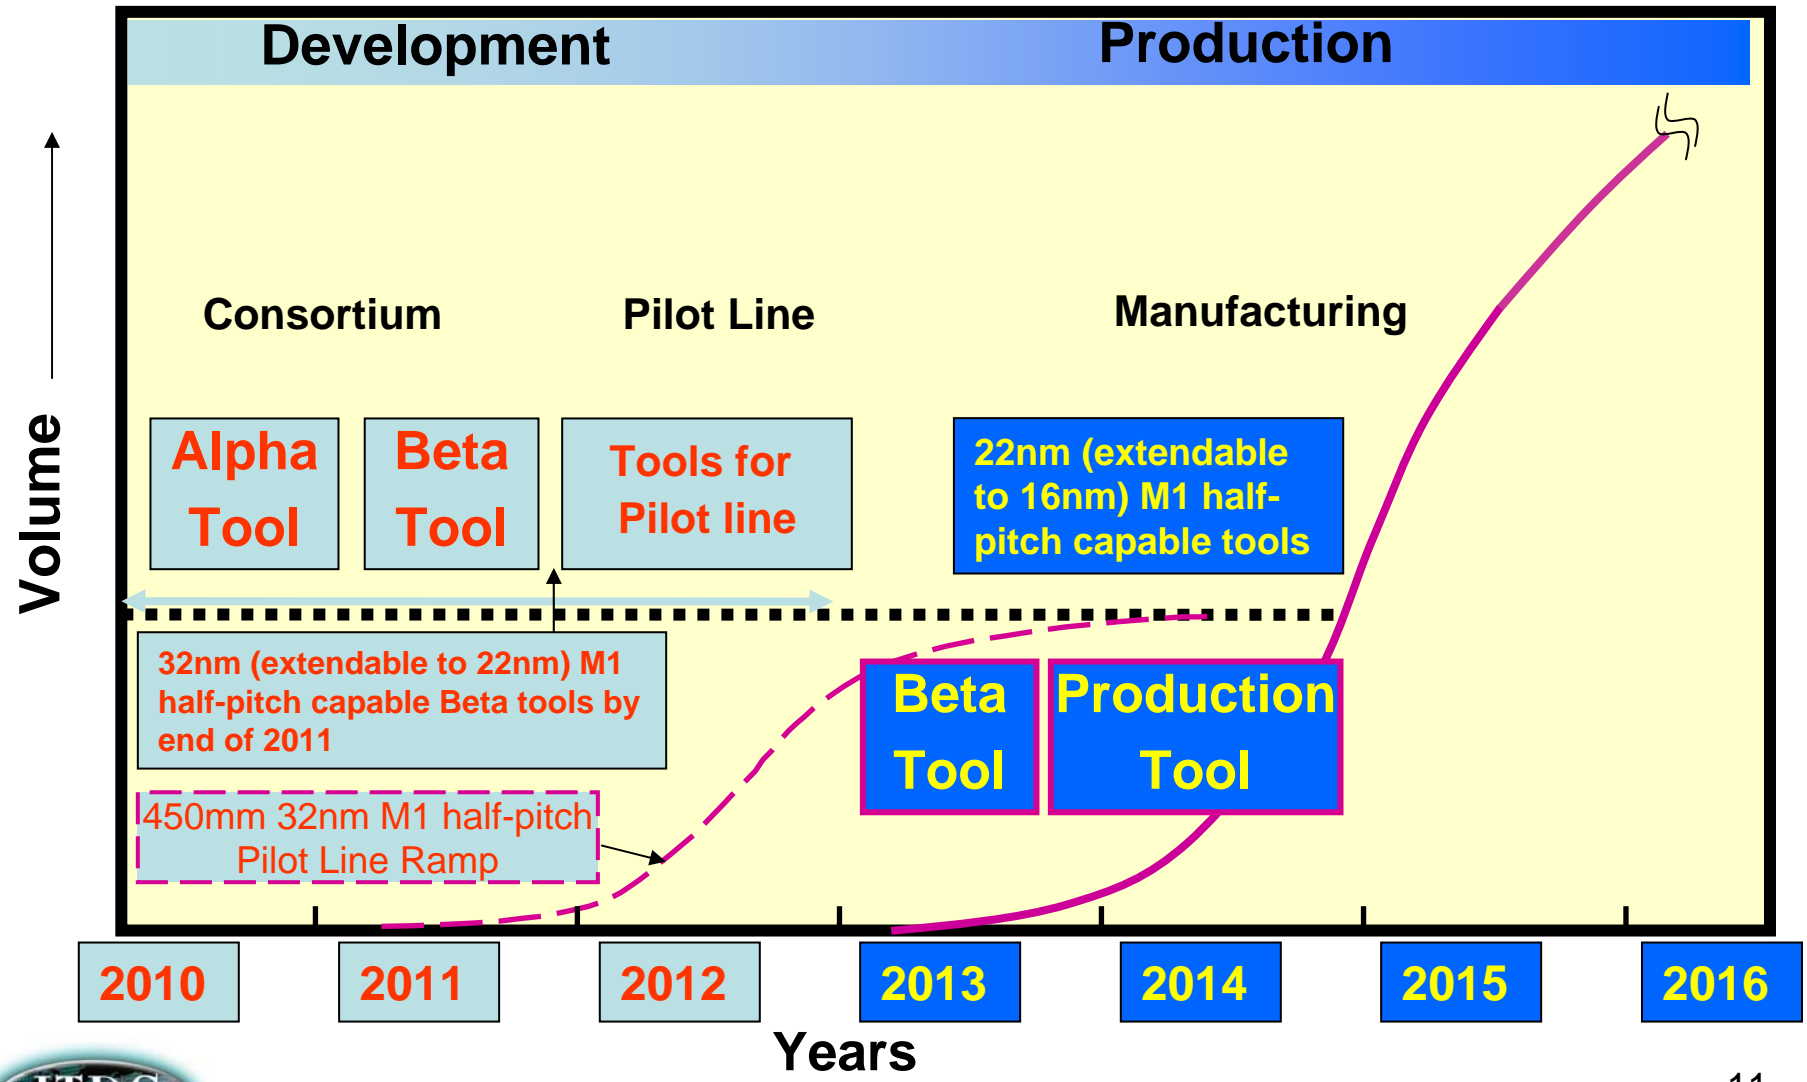 Development
Production
Volume
Consortium
Pilot Line
Manufacturing
Alpha
Tool
Beta
Tool
Tools for
Pilot line
22nm (extendable
to 16nm) M1 half-
pitch capable tools
32nm (extendable to 22nm) M1
half-pitch capable Beta tools by
end of 2011
Beta
Tool
Production
Tool
450mm 32nm M1 half-pitch
Pilot Line Ramp
2010
2011
2012
2013
2014
2015
2016
Years
11